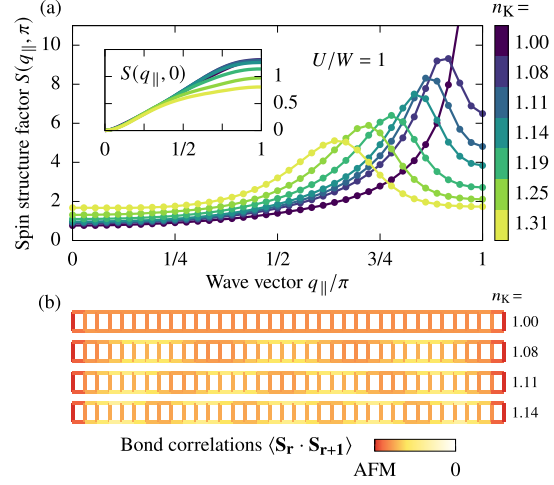 (a)
n_K =
Spin structure factor S(q_∥, π)
10
8
6
4
2
0
S(q_∥, 0)
1
0.5
0
0 1/2 1
U/W = 1
1.00
1.08
1.11
1.14
1.19
1.25
1.31
0 1/4 1/2 3/4 1
Wave vector q_∥/π
(b)
n_K =
1.00
1.08
1.11
1.14
Bond correlations ⟨S_r · S_{r+1}⟩
AFM 0